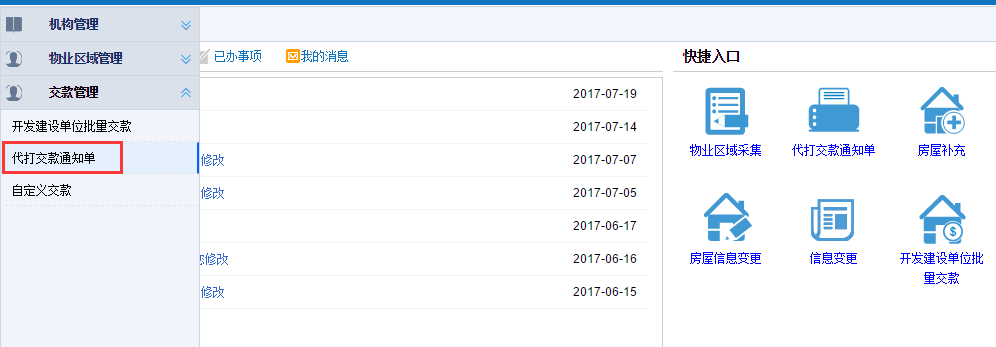 机构管理
物业区域管理
交款管理
开发建设单位批量交款
代打交款通知单
自定义交款
已办事项
我的消息
2017-07-19
2017-07-14
修改
2017-07-07
修改
2017-07-05
2017-06-17
您修改
2017-06-16
修改
2017-06-15
快捷入口
物业区域采集
代打交款通知单
房屋补充
房屋信息变更
信息变更
开发建设单位批
量交款